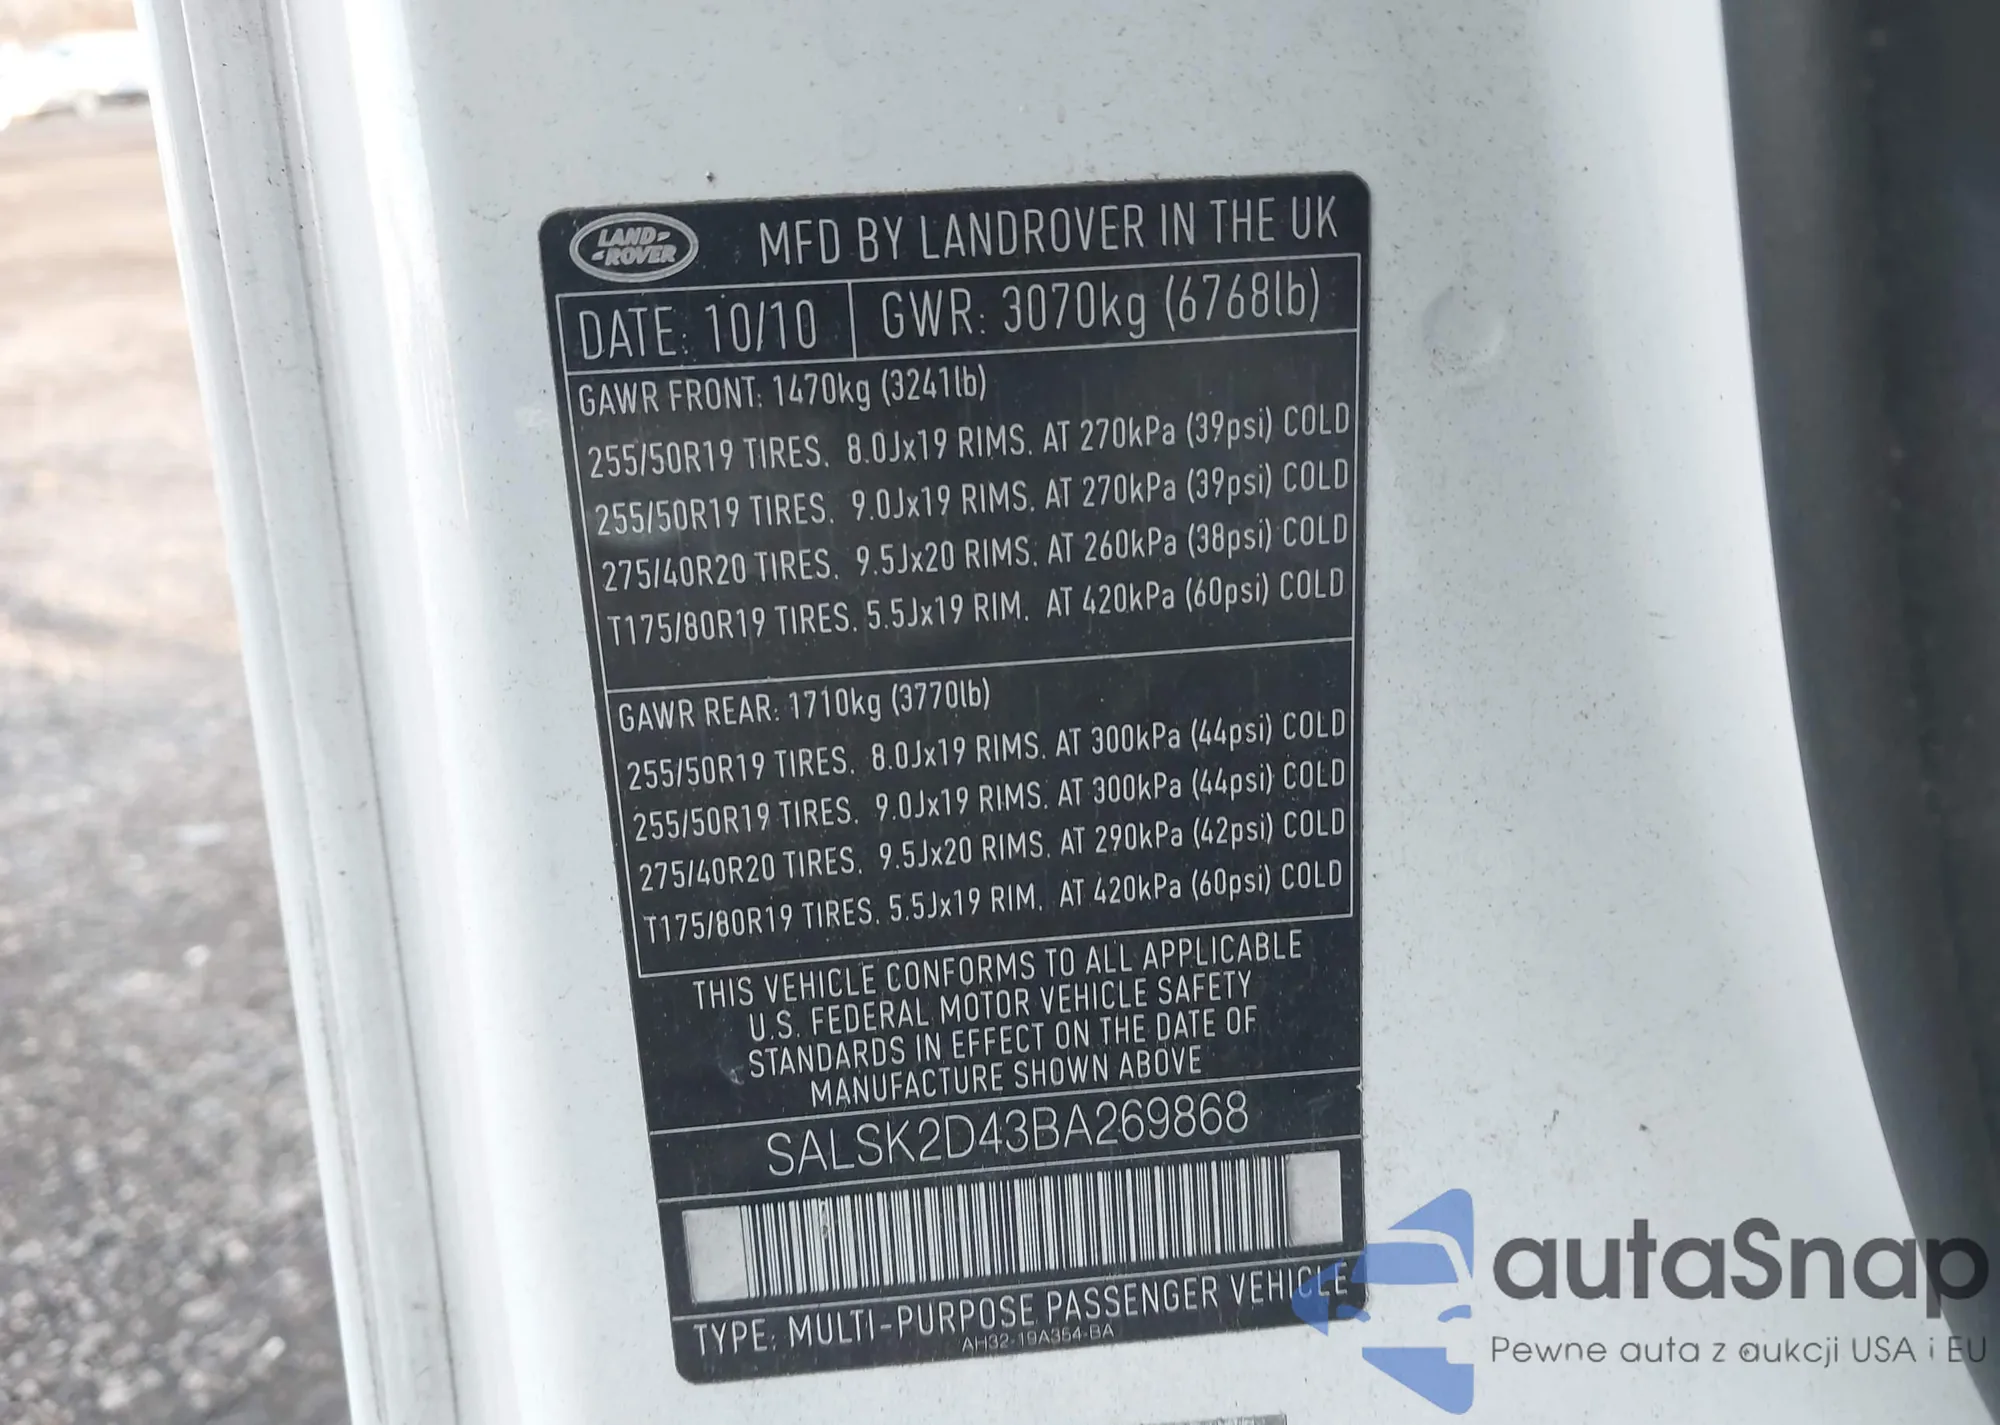 LAND-
-ROVER
MFD BY LANDROVER IN THE UK
DATE: 10/10 GWR: 3070kg (6768lb)
GAWR FRONT: 1470kg (3241lb)
255/50R19 TIRES. 8.0Jx19 RIMS. AT 270kPa (39psi) COLD
255/50R19 TIRES. 9.0Jx19 RIMS. AT 270kPa (39psi) COLD
275/40R20 TIRES. 9.5Jx20 RIMS. AT 260kPa (38psi) COLD
T175/80R19 TIRES. 5.5Jx19 RIM. AT 420kPa (60psi) COLD
GAWR REAR: 1710kg (3770lb)
255/50R19 TIRES. 8.0Jx19 RIMS. AT 300kPa (44psi) COLD
255/50R19 TIRES. 9.0Jx19 RIMS. AT 300kPa (44psi) COLD
275/40R20 TIRES. 9.5Jx20 RIMS. AT 290kPa (42psi) COLD
T175/80R19 TIRES. 5.5Jx19 RIM. AT 420kPa (60psi) COLD
THIS VEHICLE CONFORMS TO ALL APPLICABLE
U.S. FEDERAL MOTOR VEHICLE SAFETY
STANDARDS IN EFFECT ON THE DATE OF
MANUFACTURE SHOWN ABOVE
SALSK2D43BA269868
TYPE: MULTI-PURPOSE PASSENGER VEHICLE
AH32-19A354-BA
autaSnap
Pewne auta z aukcji USA i EU